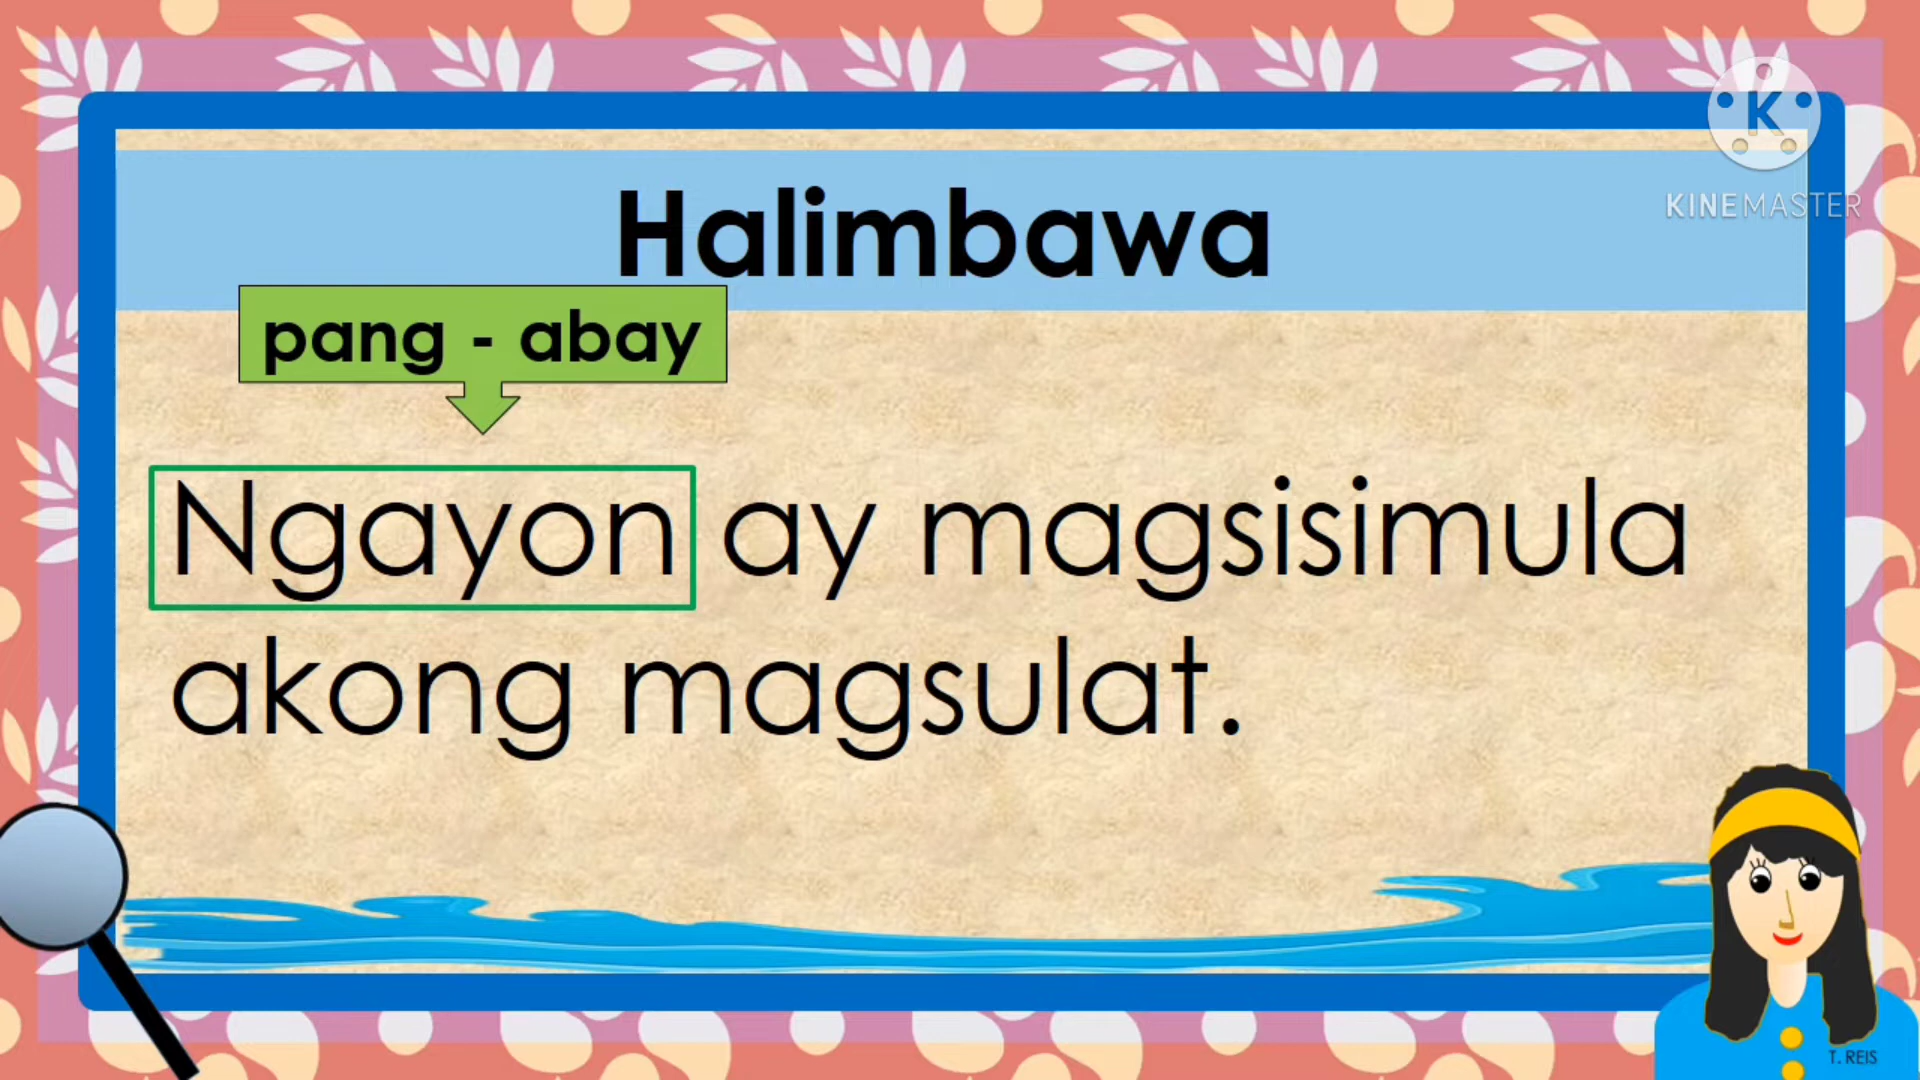 Halimbawa
KINEMASTER
pang - abay
Ngayon ay magsisimula
akong magsulat.
T. REIS